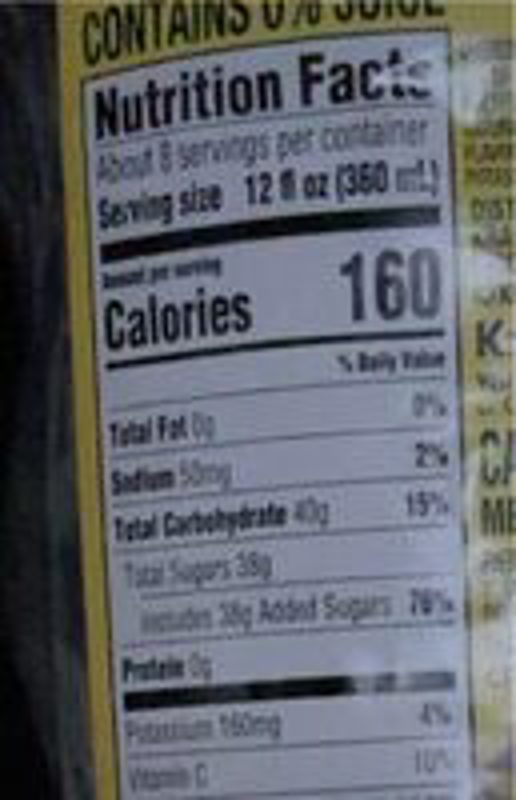 CONTAINS 0% JUICE
Nutrition Facts
About 8 servings per container
Serving size 12 fl oz (360 mL)
Amount per serving
Calories 160
% Daily Value
Total Fat 0g 0%
Sodium 50mg 2%
Total Carbohydrate 40g 15%
Total Sugars 38g
Includes 38g Added Sugars 76%
Protein 0g
Potassium 160mg 4%
Vitamin C 10%